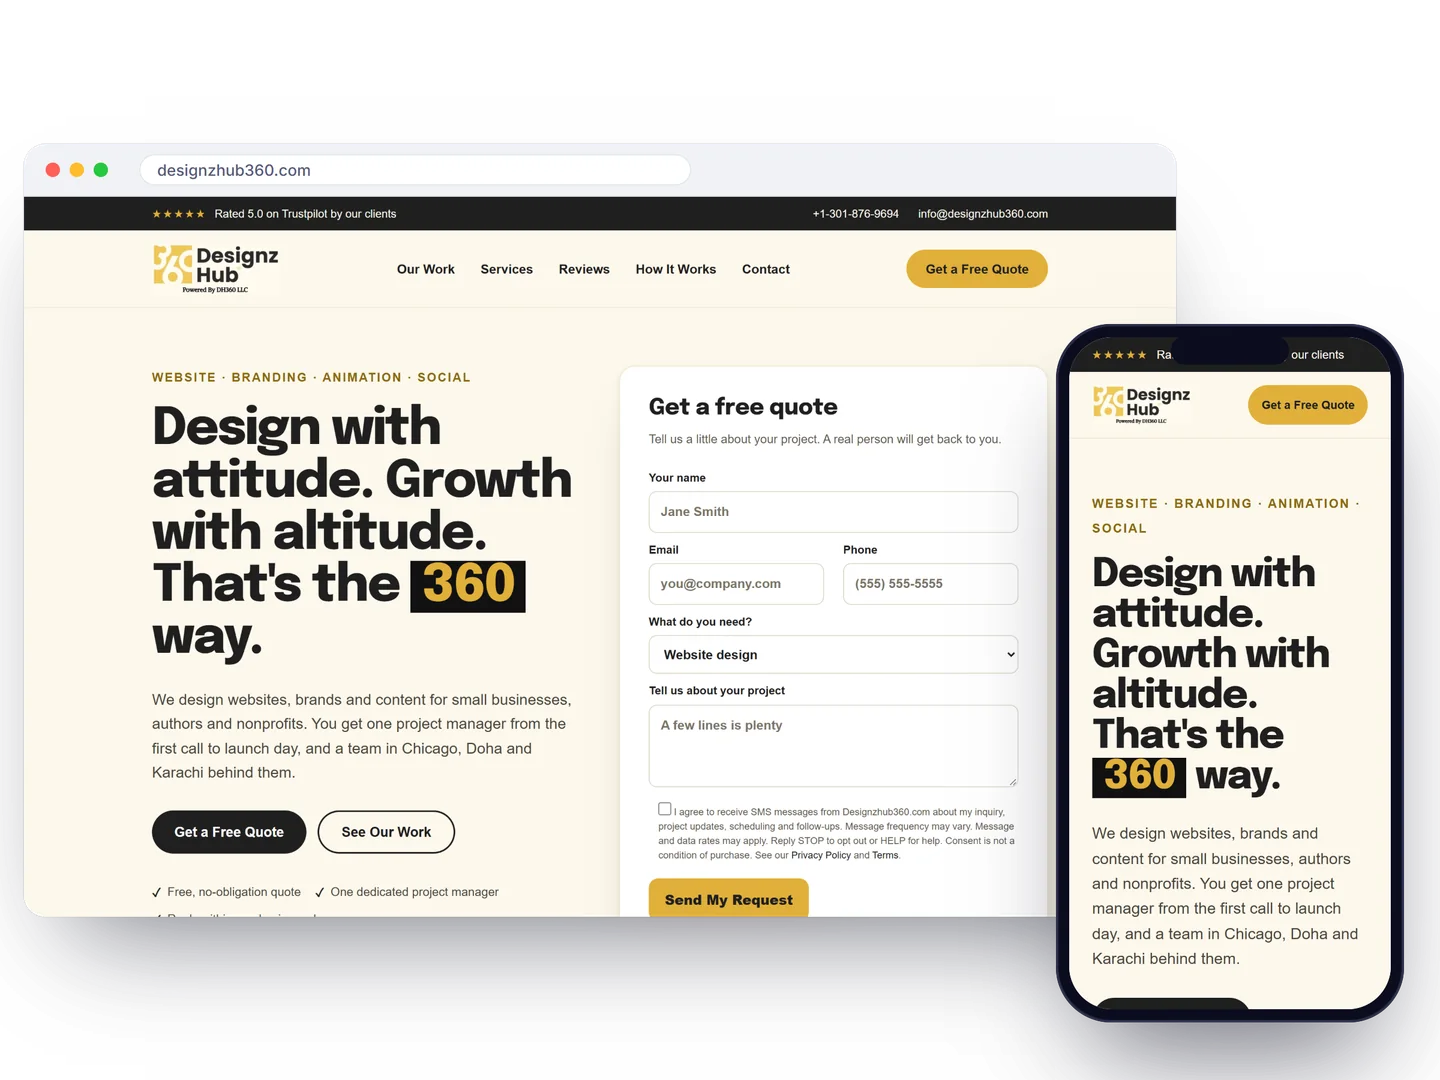 designzhub360.com
★★★★★ Rated 5.0 on Trustpilot by our clients
+1-301-876-9694 info@designzhub360.com
360 Designz
Hub
Powered By DH360 LLC
Our Work Services Reviews How It Works Contact
Get a Free Quote
WEBSITE · BRANDING · ANIMATION · SOCIAL
Design with
attitude. Growth
with altitude.
That's the 360
way.
We design websites, brands and content for small businesses,
authors and nonprofits. You get one project manager from the
first call to launch day, and a team in Chicago, Doha and
Karachi behind them.
Get a Free Quote See Our Work
✓ Free, no-obligation quote ✓ One dedicated project manager
Get a free quote
Tell us a little about your project. A real person will get back to you.
Your name
Jane Smith
Email Phone
you@company.com (555) 555-5555
What do you need?
Website design
Tell us about your project
A few lines is plenty
I agree to receive SMS messages from Designzhub360.com about my inquiry,
project updates, scheduling and follow-ups. Message frequency may vary. Message
and data rates may apply. Reply STOP to opt out or HELP for help. Consent is not a
condition of purchase. See our Privacy Policy and Terms.
Send My Request
★★★★★ Ra our clients
360 Designz
Hub
Powered By DH360 LLC
Get a Free Quote
WEBSITE · BRANDING · ANIMATION ·
SOCIAL
Design with
attitude.
Growth with
altitude.
That's the
360 way.
We design websites, brands and
content for small businesses, authors
and nonprofits. You get one project
manager from the first call to launch
day, and a team in Chicago, Doha and
Karachi behind them.